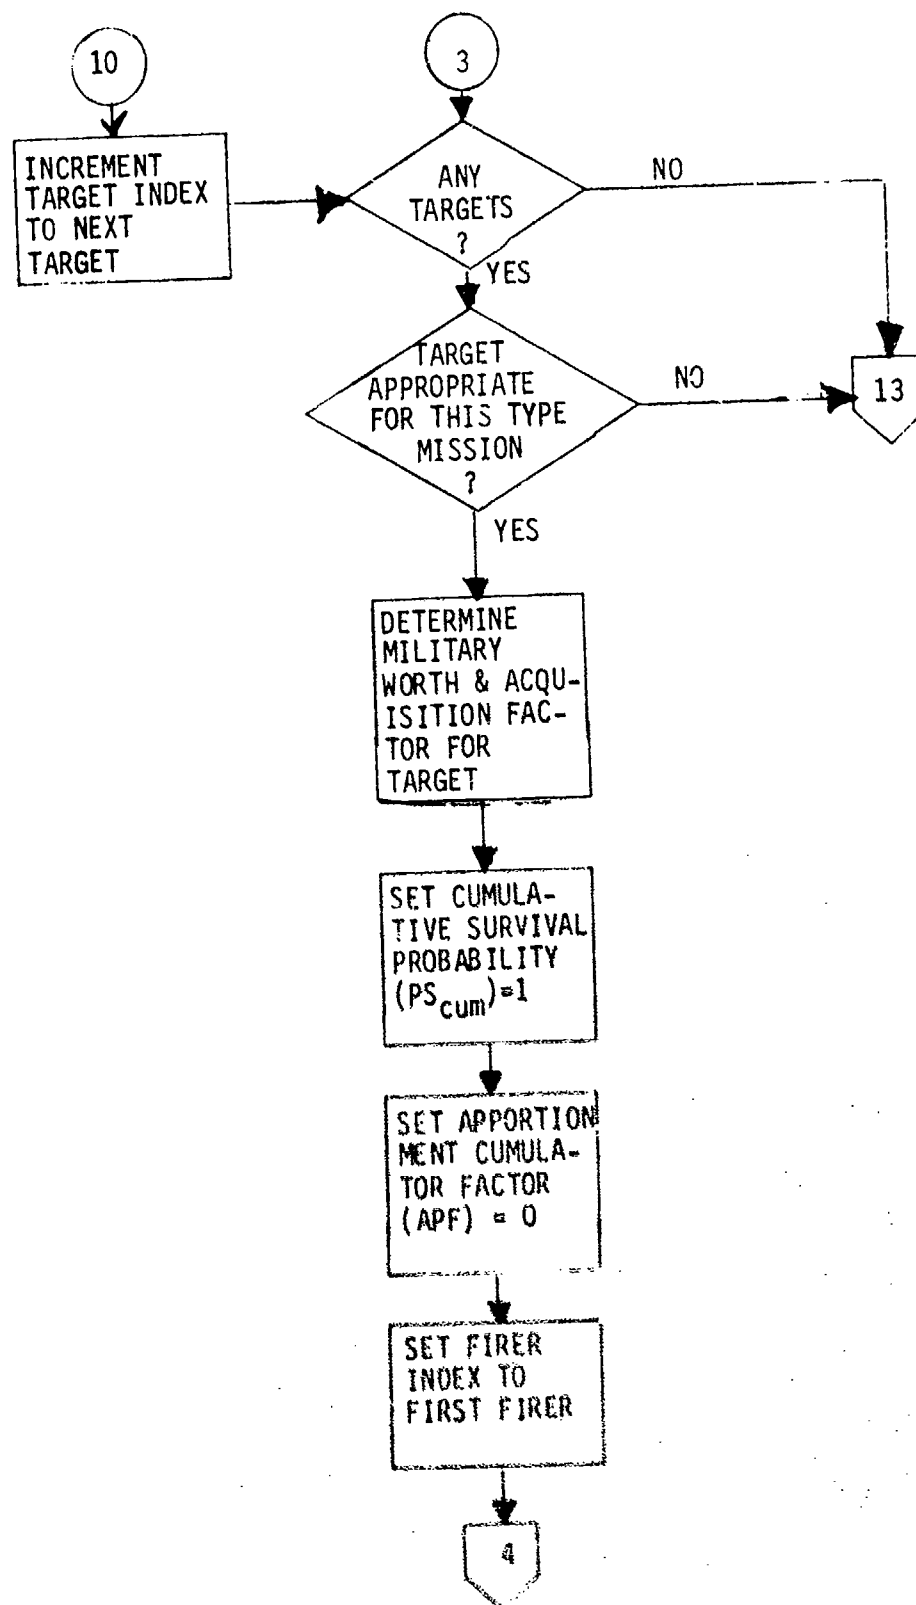 10
3
INCREMENT
TARGET INDEX
TO NEXT
TARGET
ANY
TARGETS
?
NO
YES
TARGET
APPROPRIATE
FOR THIS TYPE
MISSION
?
NO
13
YES
DETERMINE
MILITARY
WORTH & ACQU-
ISITION FAC-
TOR FOR
TARGET
SET CUMULA-
TIVE SURVIVAL
PROBABILITY
(PScum)=1
SET APPORTION
MENT CUMULA-
TOR FACTOR
(APF) = 0
SET FIRER
INDEX TO
FIRST FIRER
4